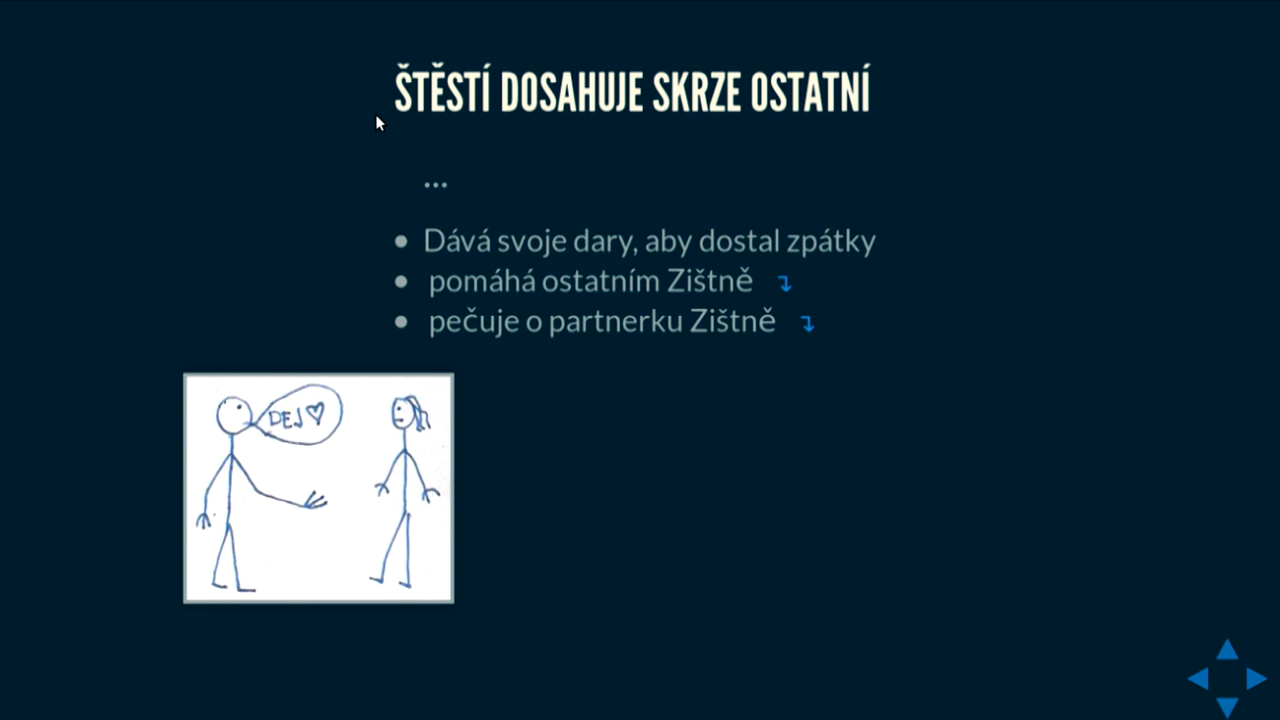 ŠTĚSTÍ DOSAHUJE SKRZE OSTATNÍ
...
• Dává svoje dary, aby dostal zpátky
• pomáhá ostatním Zištně ↴
• pečuje o partnerku Zištně ↴
DEJ ♡